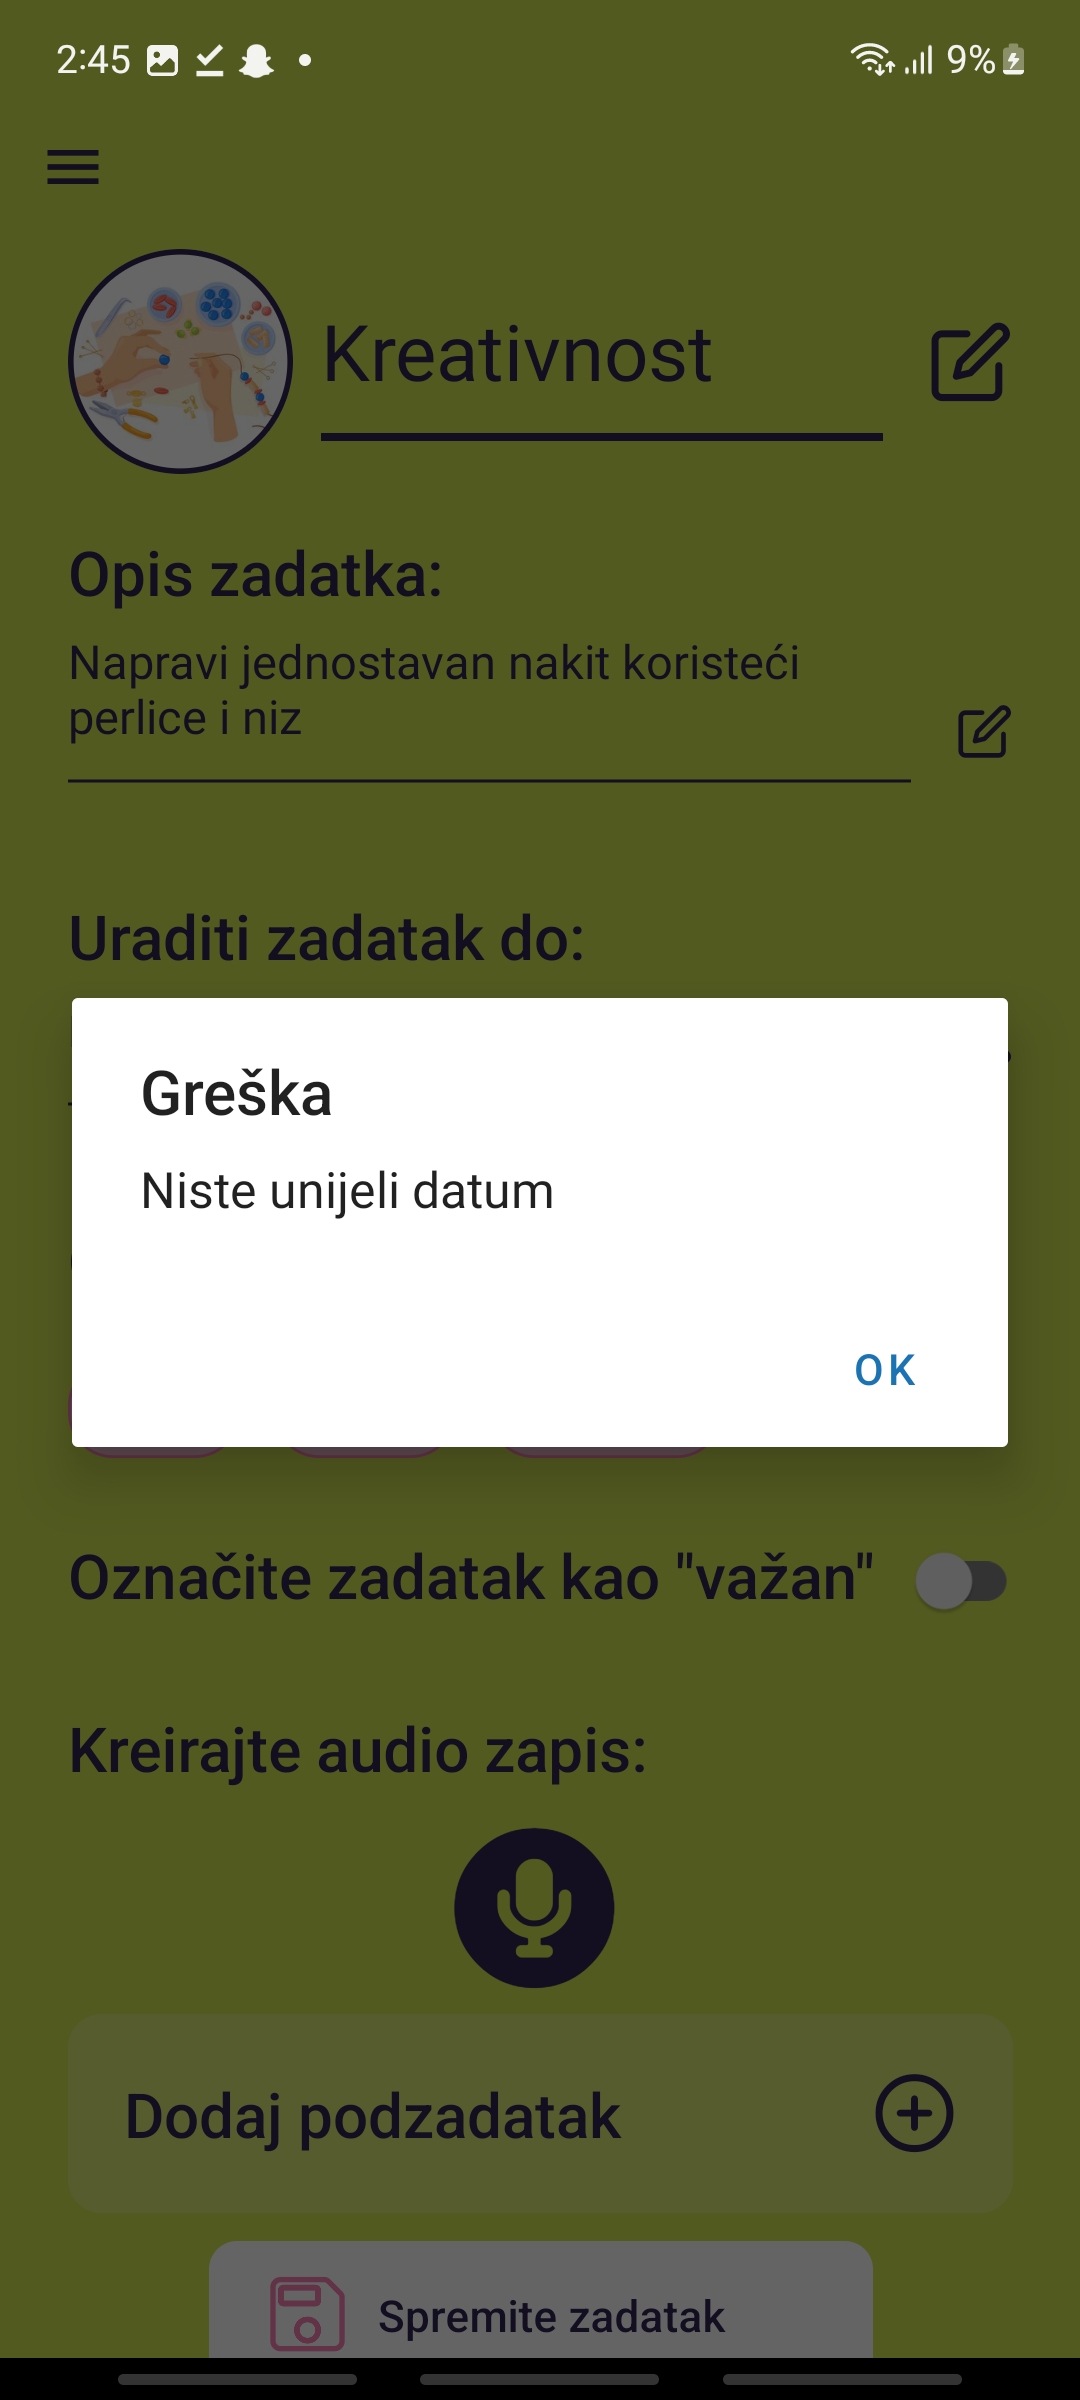 2:45
9%
Kreativnost
Opis zadatka:
Napravi jednostavan nakit koristeći
perlice i niz
Uraditi zadatak do:
Greška
Niste unijeli datum
OK
Označite zadatak kao "važan"
Kreirajte audio zapis:
Dodaj podzadatak
Spremite zadatak